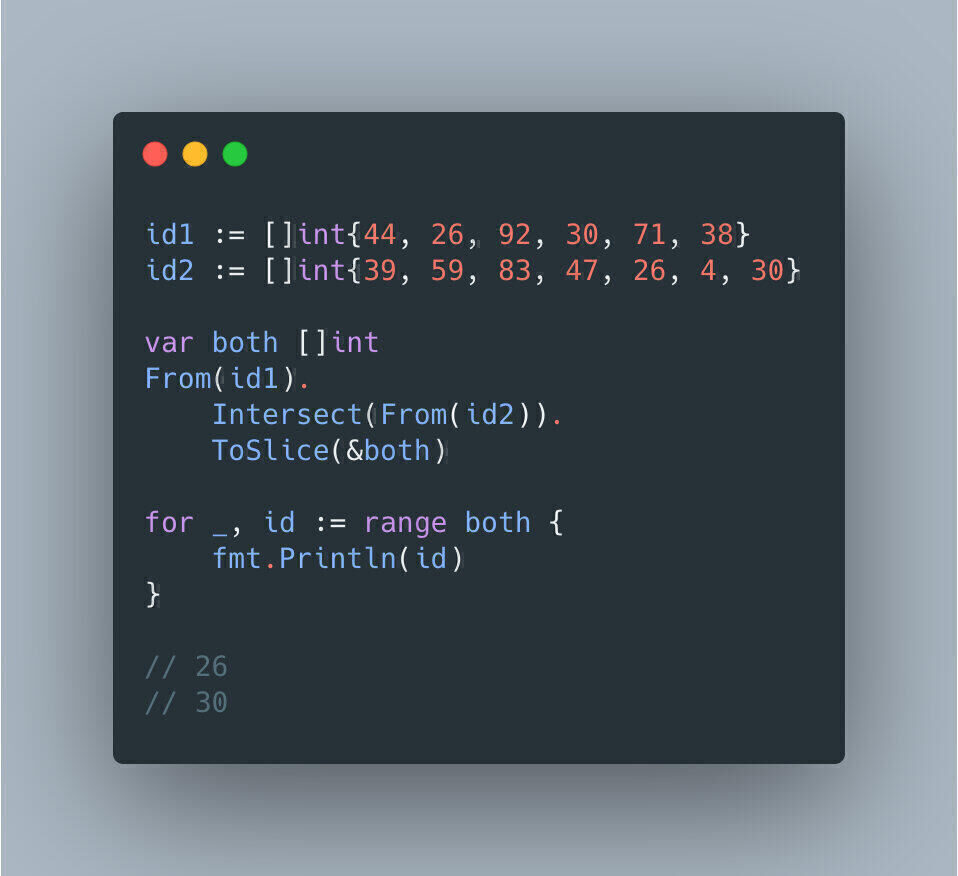 id1 := []int{44, 26, 92, 30, 71, 38}
id2 := []int{39, 59, 83, 47, 26, 4, 30}

var both []int
From(id1).
    Intersect(From(id2)).
    ToSlice(&both)

for _, id := range both {
    fmt.Println(id)
}

// 26
// 30